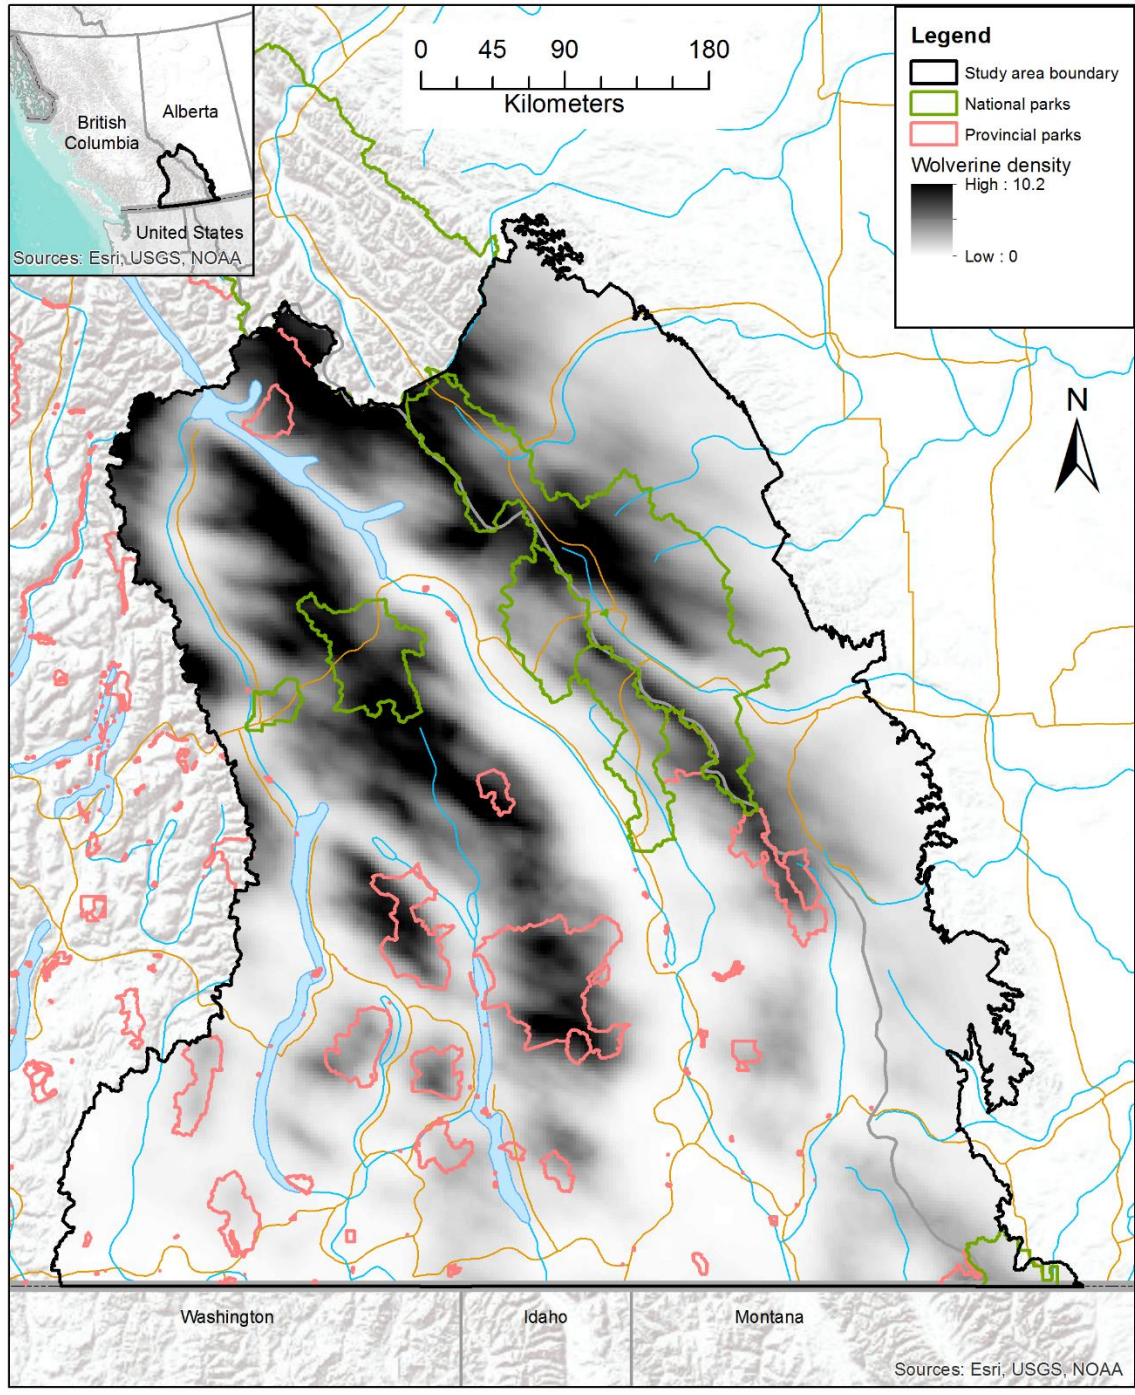 British
Columbia
Alberta
United States
Sources: Esri, USGS, NOAA
0 45 90 180
Kilometers
Legend
Study area boundary
National parks
Provincial parks
Wolverine density
High : 10.2
Low : 0
N
Washington
Idaho
Montana
Sources: Esri, USGS, NOAA